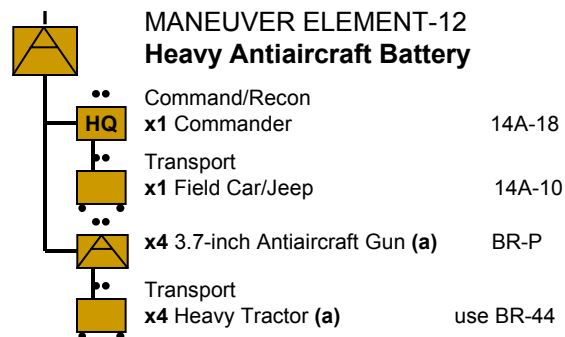 MANEUVER ELEMENT-12
Heavy Antiaircraft Battery
Command/Recon
HQ x1 Commander 14A-18
Transport
x1 Field Car/Jeep 14A-10
x4 3.7-inch Antiaircraft Gun (a) BR-P
Transport
x4 Heavy Tractor (a) use BR-44